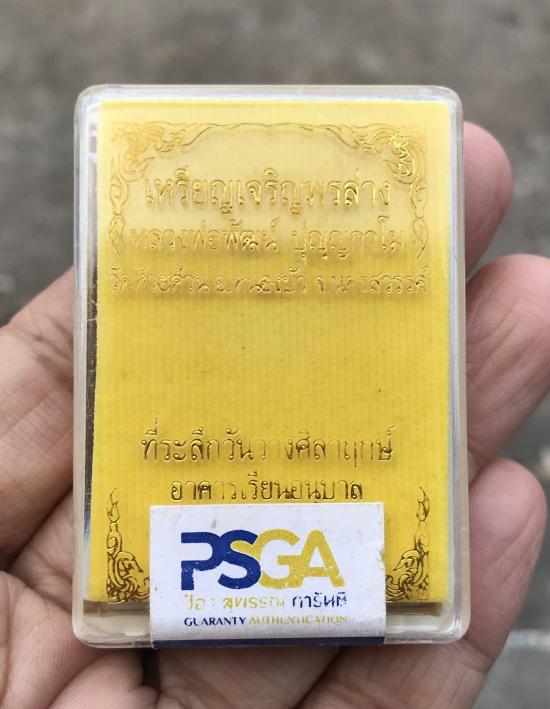 เหรียญเจริญพรล่าง
หลวงพ่อพัฒน์ ปุญญกาโม
วัดห้วยด้วน อ.หนองบัว จ.นครสวรรค์
ที่ระลึกวันวางศิลาฤกษ์
อาคารเรียนอนุบาล
PSGA
สุพรรณ การันตี
GUARANTY AUTHENTICATION